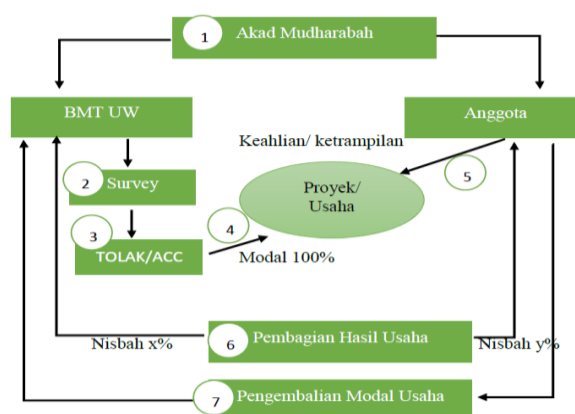 1 Akad Mudharabah
BMT UW
Anggota
Keahlian/ ketrampilan
5
2 Survey
Proyek/
Usaha
3 TOLAK/ACC
4
Modal 100%
6 Pembagian Hasil Usaha
Nisbah x%
Nisbah y%
7 Pengembalian Modal Usaha